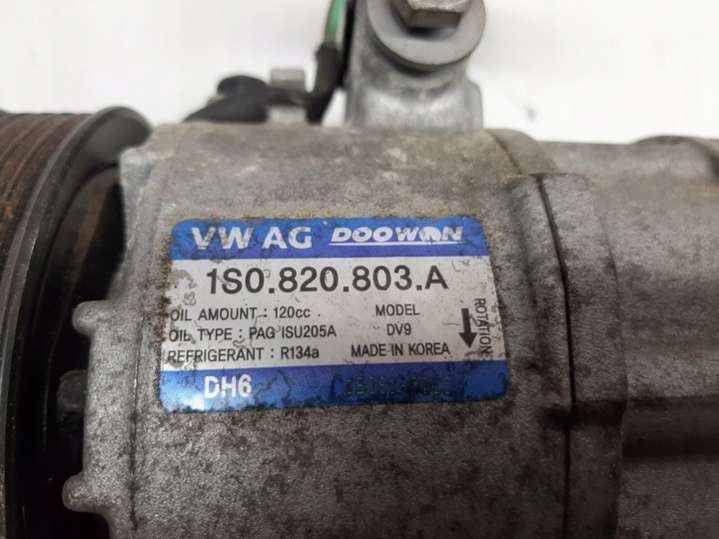 VW AG DOOWON
1S0.820.803.A
OIL AMOUNT : 120cc MODEL
OIL TYPE : PAG ISU205A DV9
REFRIGERANT : R134a MADE IN KOREA
ROTATION
DH6